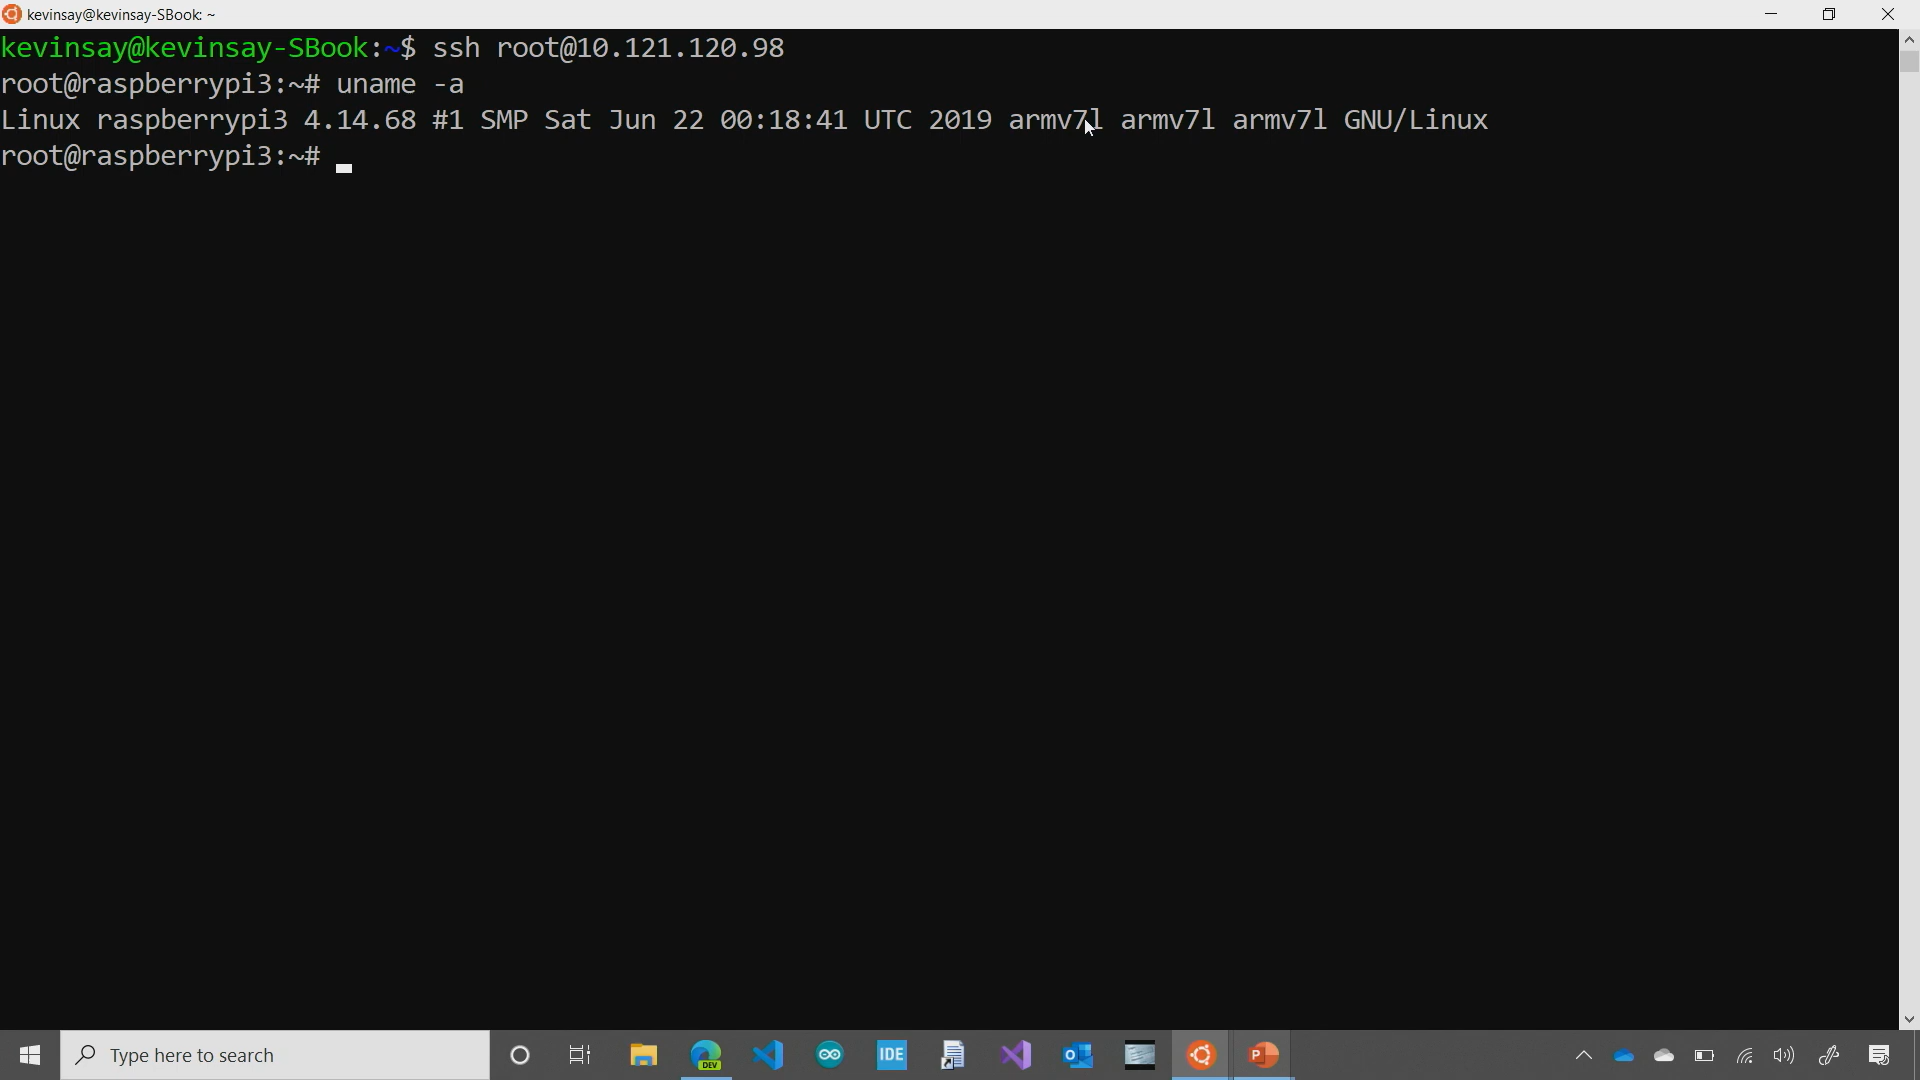 kevinsay@kevinsay-SBook: ~
kevinsay@kevinsay-SBook:~$ ssh root@10.121.120.98
root@raspberrypi3:~# uname -a
Linux raspberrypi3 4.14.68 #1 SMP Sat Jun 22 00:18:41 UTC 2019 armv7l armv7l armv7l GNU/Linux
root@raspberrypi3:~#
Type here to search
DEV
IDE